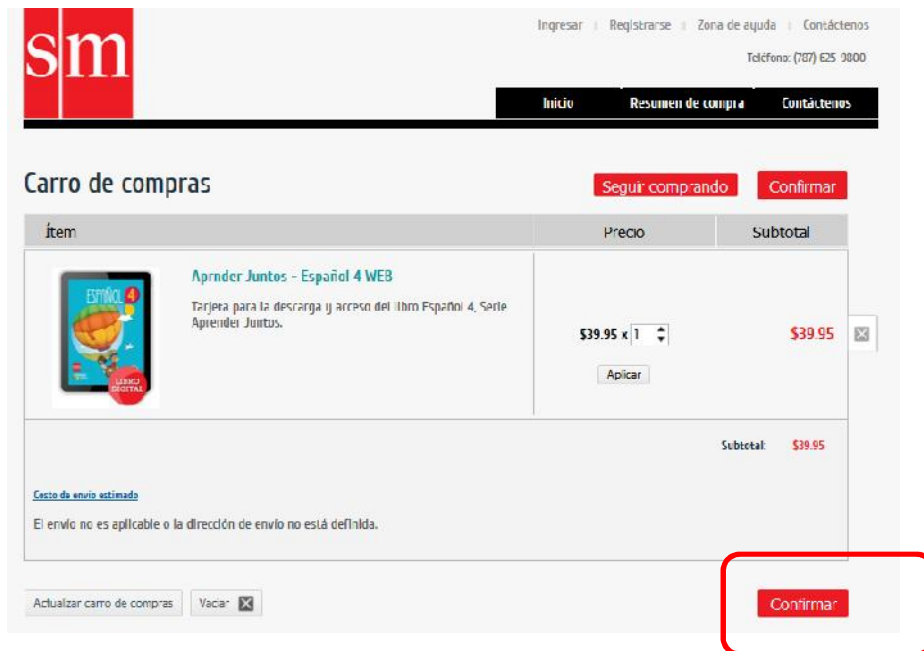 sm
Ingresar Registrarse Zona de ayuda Contáctenos
Teléfono: (787) 625-9800
Inicio Resumen de compra Contáctenos
Carro de compras
Seguir comprando Confirmar
Ítem Precio Subtotal
Aprnder Juntos - Español 4 WEB
Tarjeta para la descarga y acceso del libro Español 4, Serie
Aprender Juntos.
ESPAÑOL 4
LIBRO
DIGITAL
$39.95 x 1 $39.95
Aplicar
Subtotal: $39.95
Costo de envío estimado
El envío no es aplicable o la dirección de envío no está definida.
Actualizar carro de compras Vaciar Confirmar